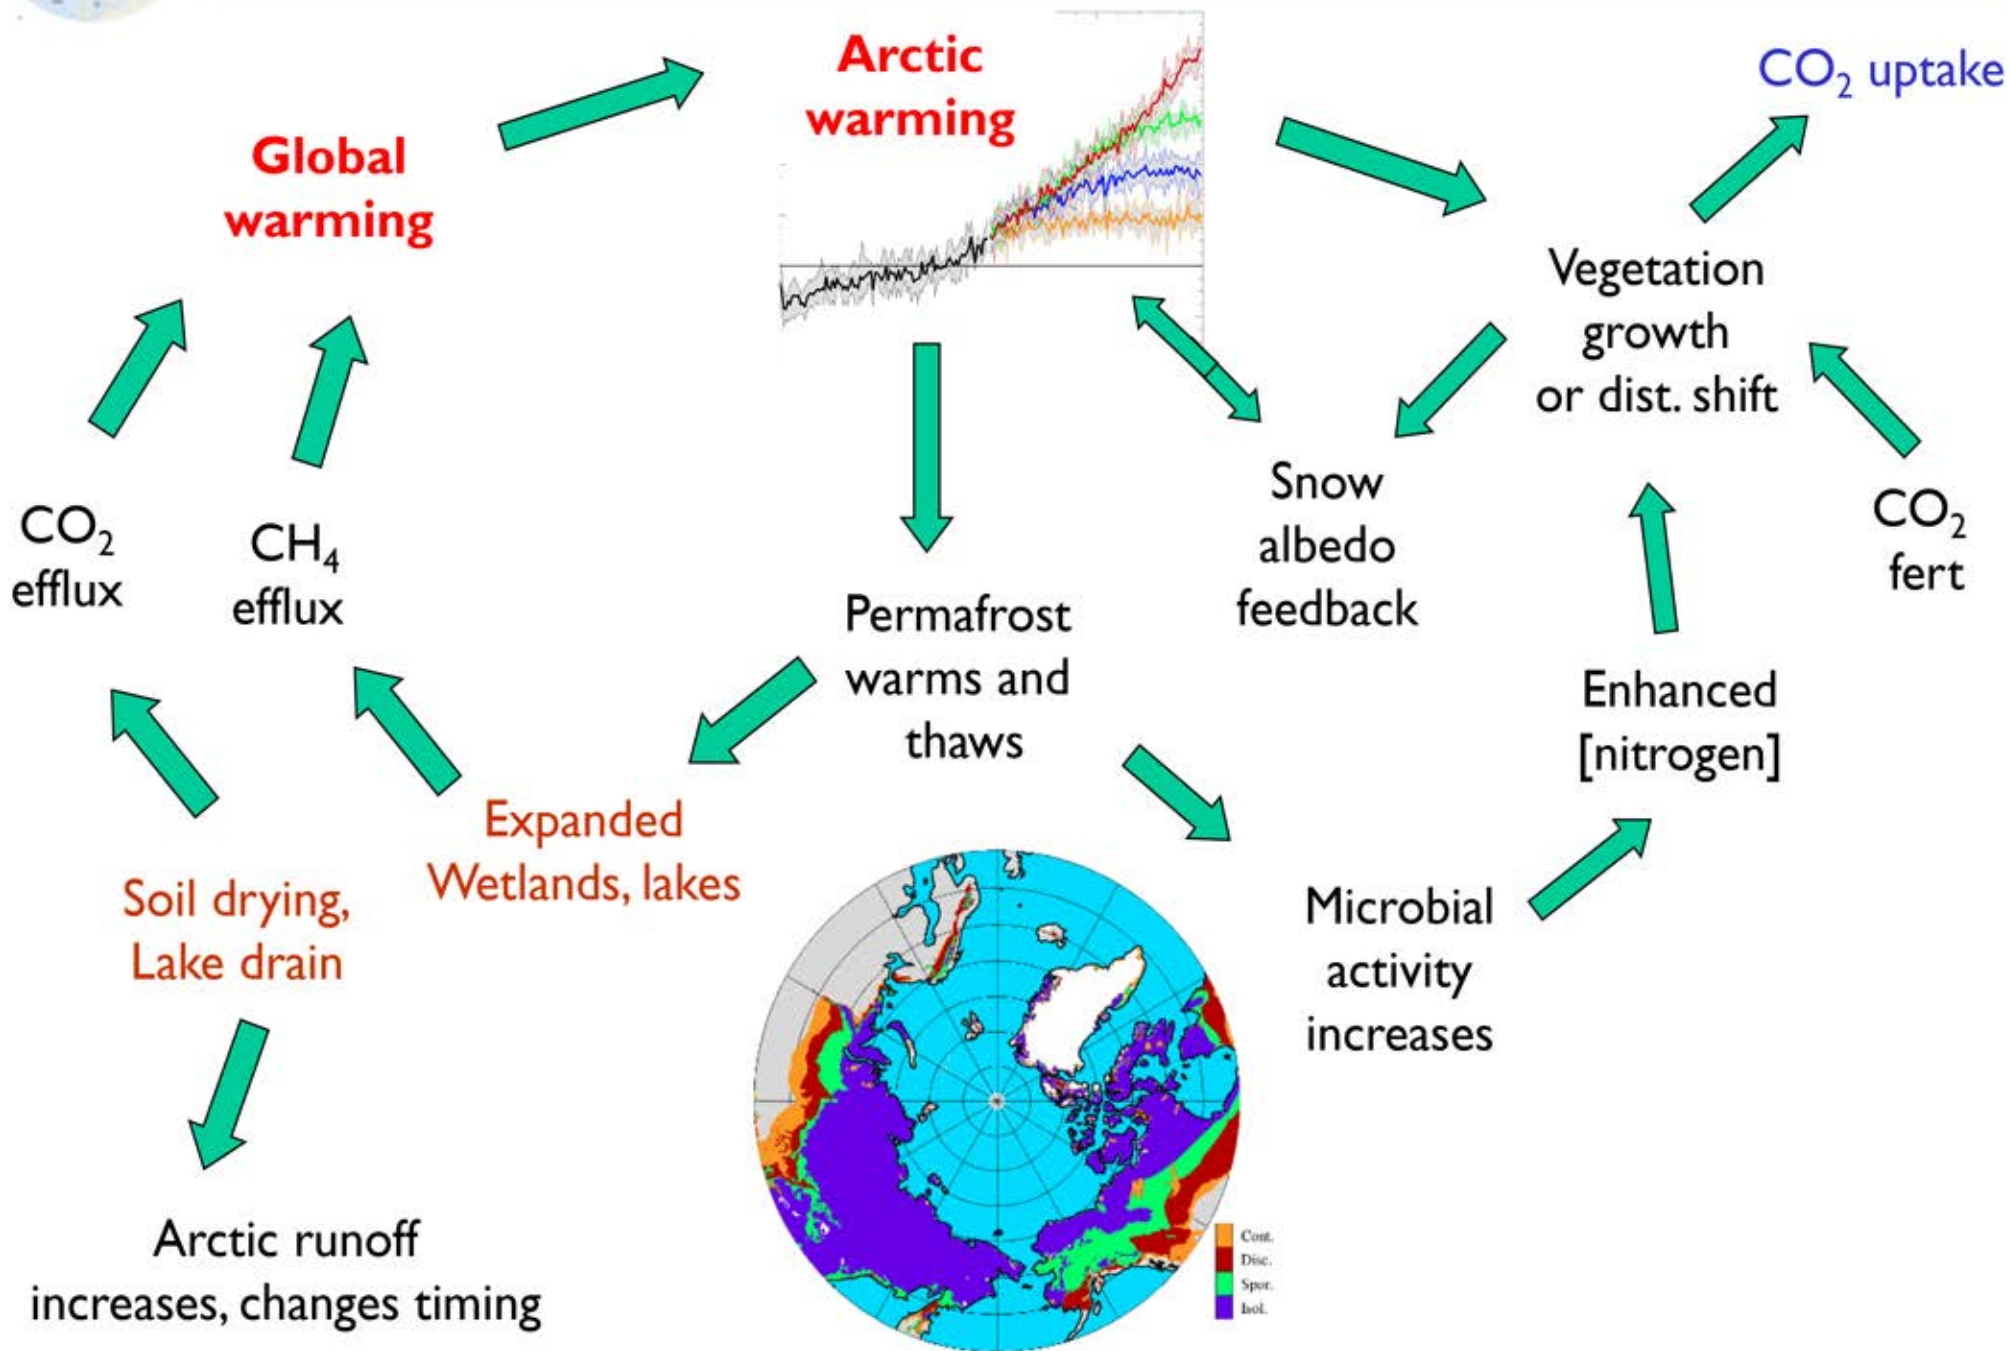 Arctic
warming
CO₂ uptake
Global
warming
Vegetation
growth
or dist. shift
CO₂
efflux
CH₄
efflux
Snow
albedo
feedback
CO₂
fert
Permafrost
warms and
thaws
Enhanced
[nitrogen]
Expanded
Wetlands, lakes
Soil drying,
Lake drain
Microbial
activity
increases
Arctic runoff
increases, changes timing
Cont.
Disc.
Spor.
Isol.